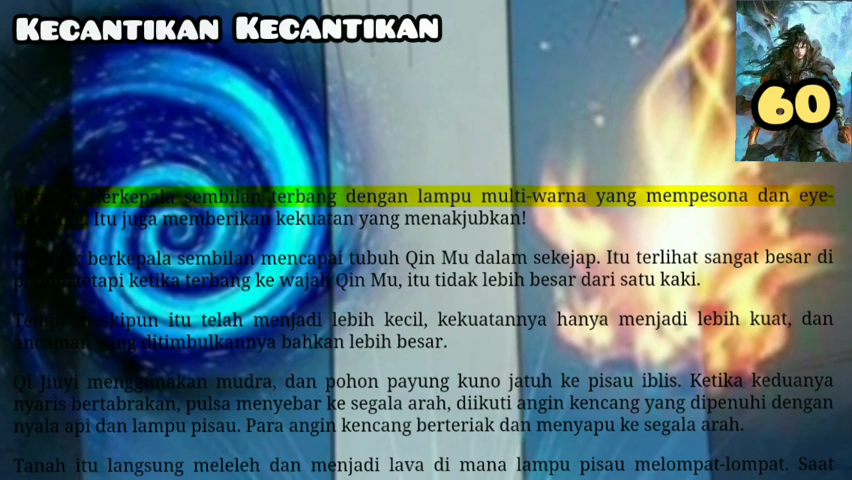 Kecantikan Kecantikan
60
berkepala sembilan terbang dengan lampu multi-warna yang mempesona dan eye-
Itu juga memberikan kekuatan yang menakjubkan!
berkepala sembilan mencapai tubuh Qin Mu dalam sekejap. Itu terlihat sangat besar di
tetapi ketika terbang ke wajah Qin Mu, itu tidak lebih besar dari satu kaki.
Tetapi meskipun itu telah menjadi lebih kecil, kekuatannya hanya menjadi lebih kuat, dan
ancaman yang ditimbulkannya bahkan lebih besar.
Qi Jiuyi menggunakan mudra, dan pohon payung kuno jatuh ke pisau iblis. Ketika keduanya
nyaris bertabrakan, pulsa menyebar ke segala arah, diikuti angin kencang yang dipenuhi dengan
nyala api dan lampu pisau. Para angin kencang berteriak dan menyapu ke segala arah.
Tanah itu langsung meleleh dan menjadi lava di mana lampu pisau melompat-lompat. Saat